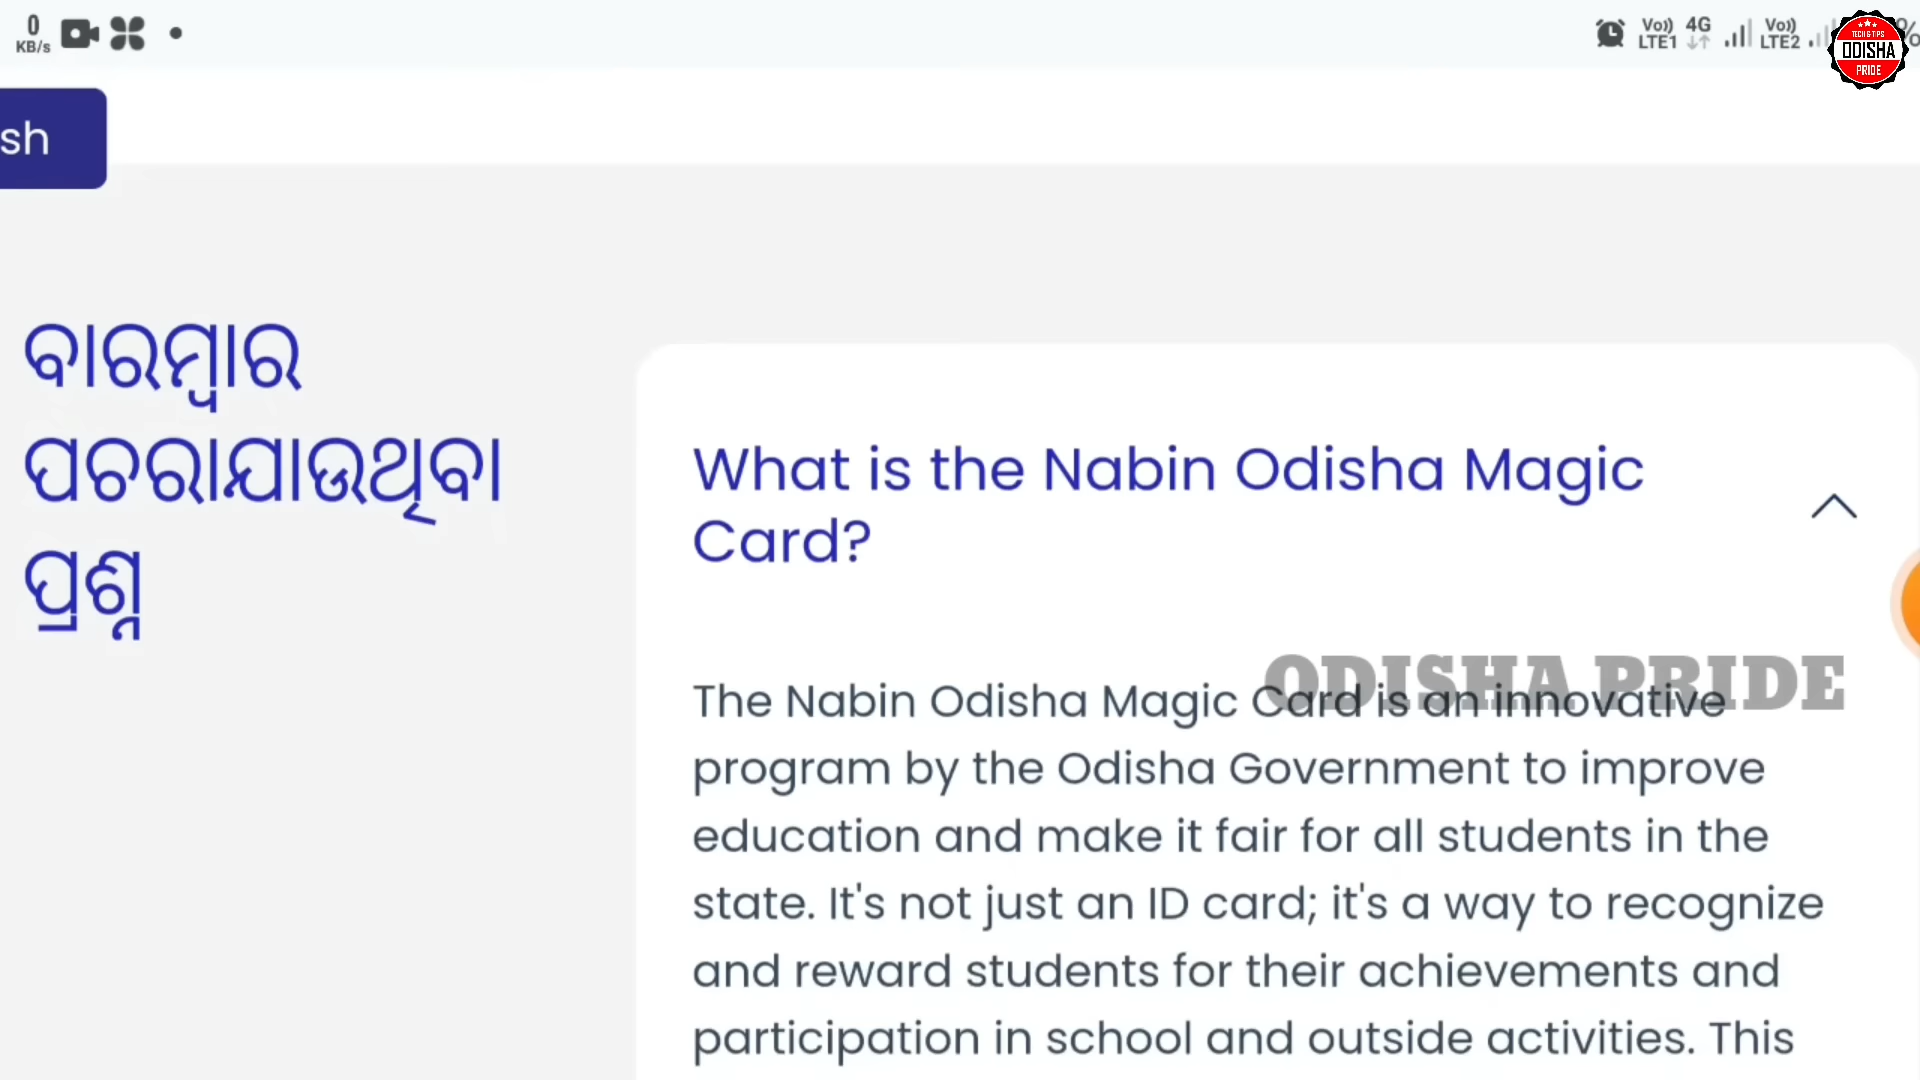 0
KB/s
Vo))
LTE1
4G
Vo))
LTE2
%
TECH & TIPS
ODISHA
PRIDE
sh
ବାରମ୍ବାର
ପଚରାଯାଉଥିବା
ପ୍ରଶ୍ନ
What is the Nabin Odisha Magic
Card?
ODISHA PRIDE
The Nabin Odisha Magic Card is an innovative
program by the Odisha Government to improve
education and make it fair for all students in the
state. It's not just an ID card; it's a way to recognize
and reward students for their achievements and
participation in school and outside activities. This